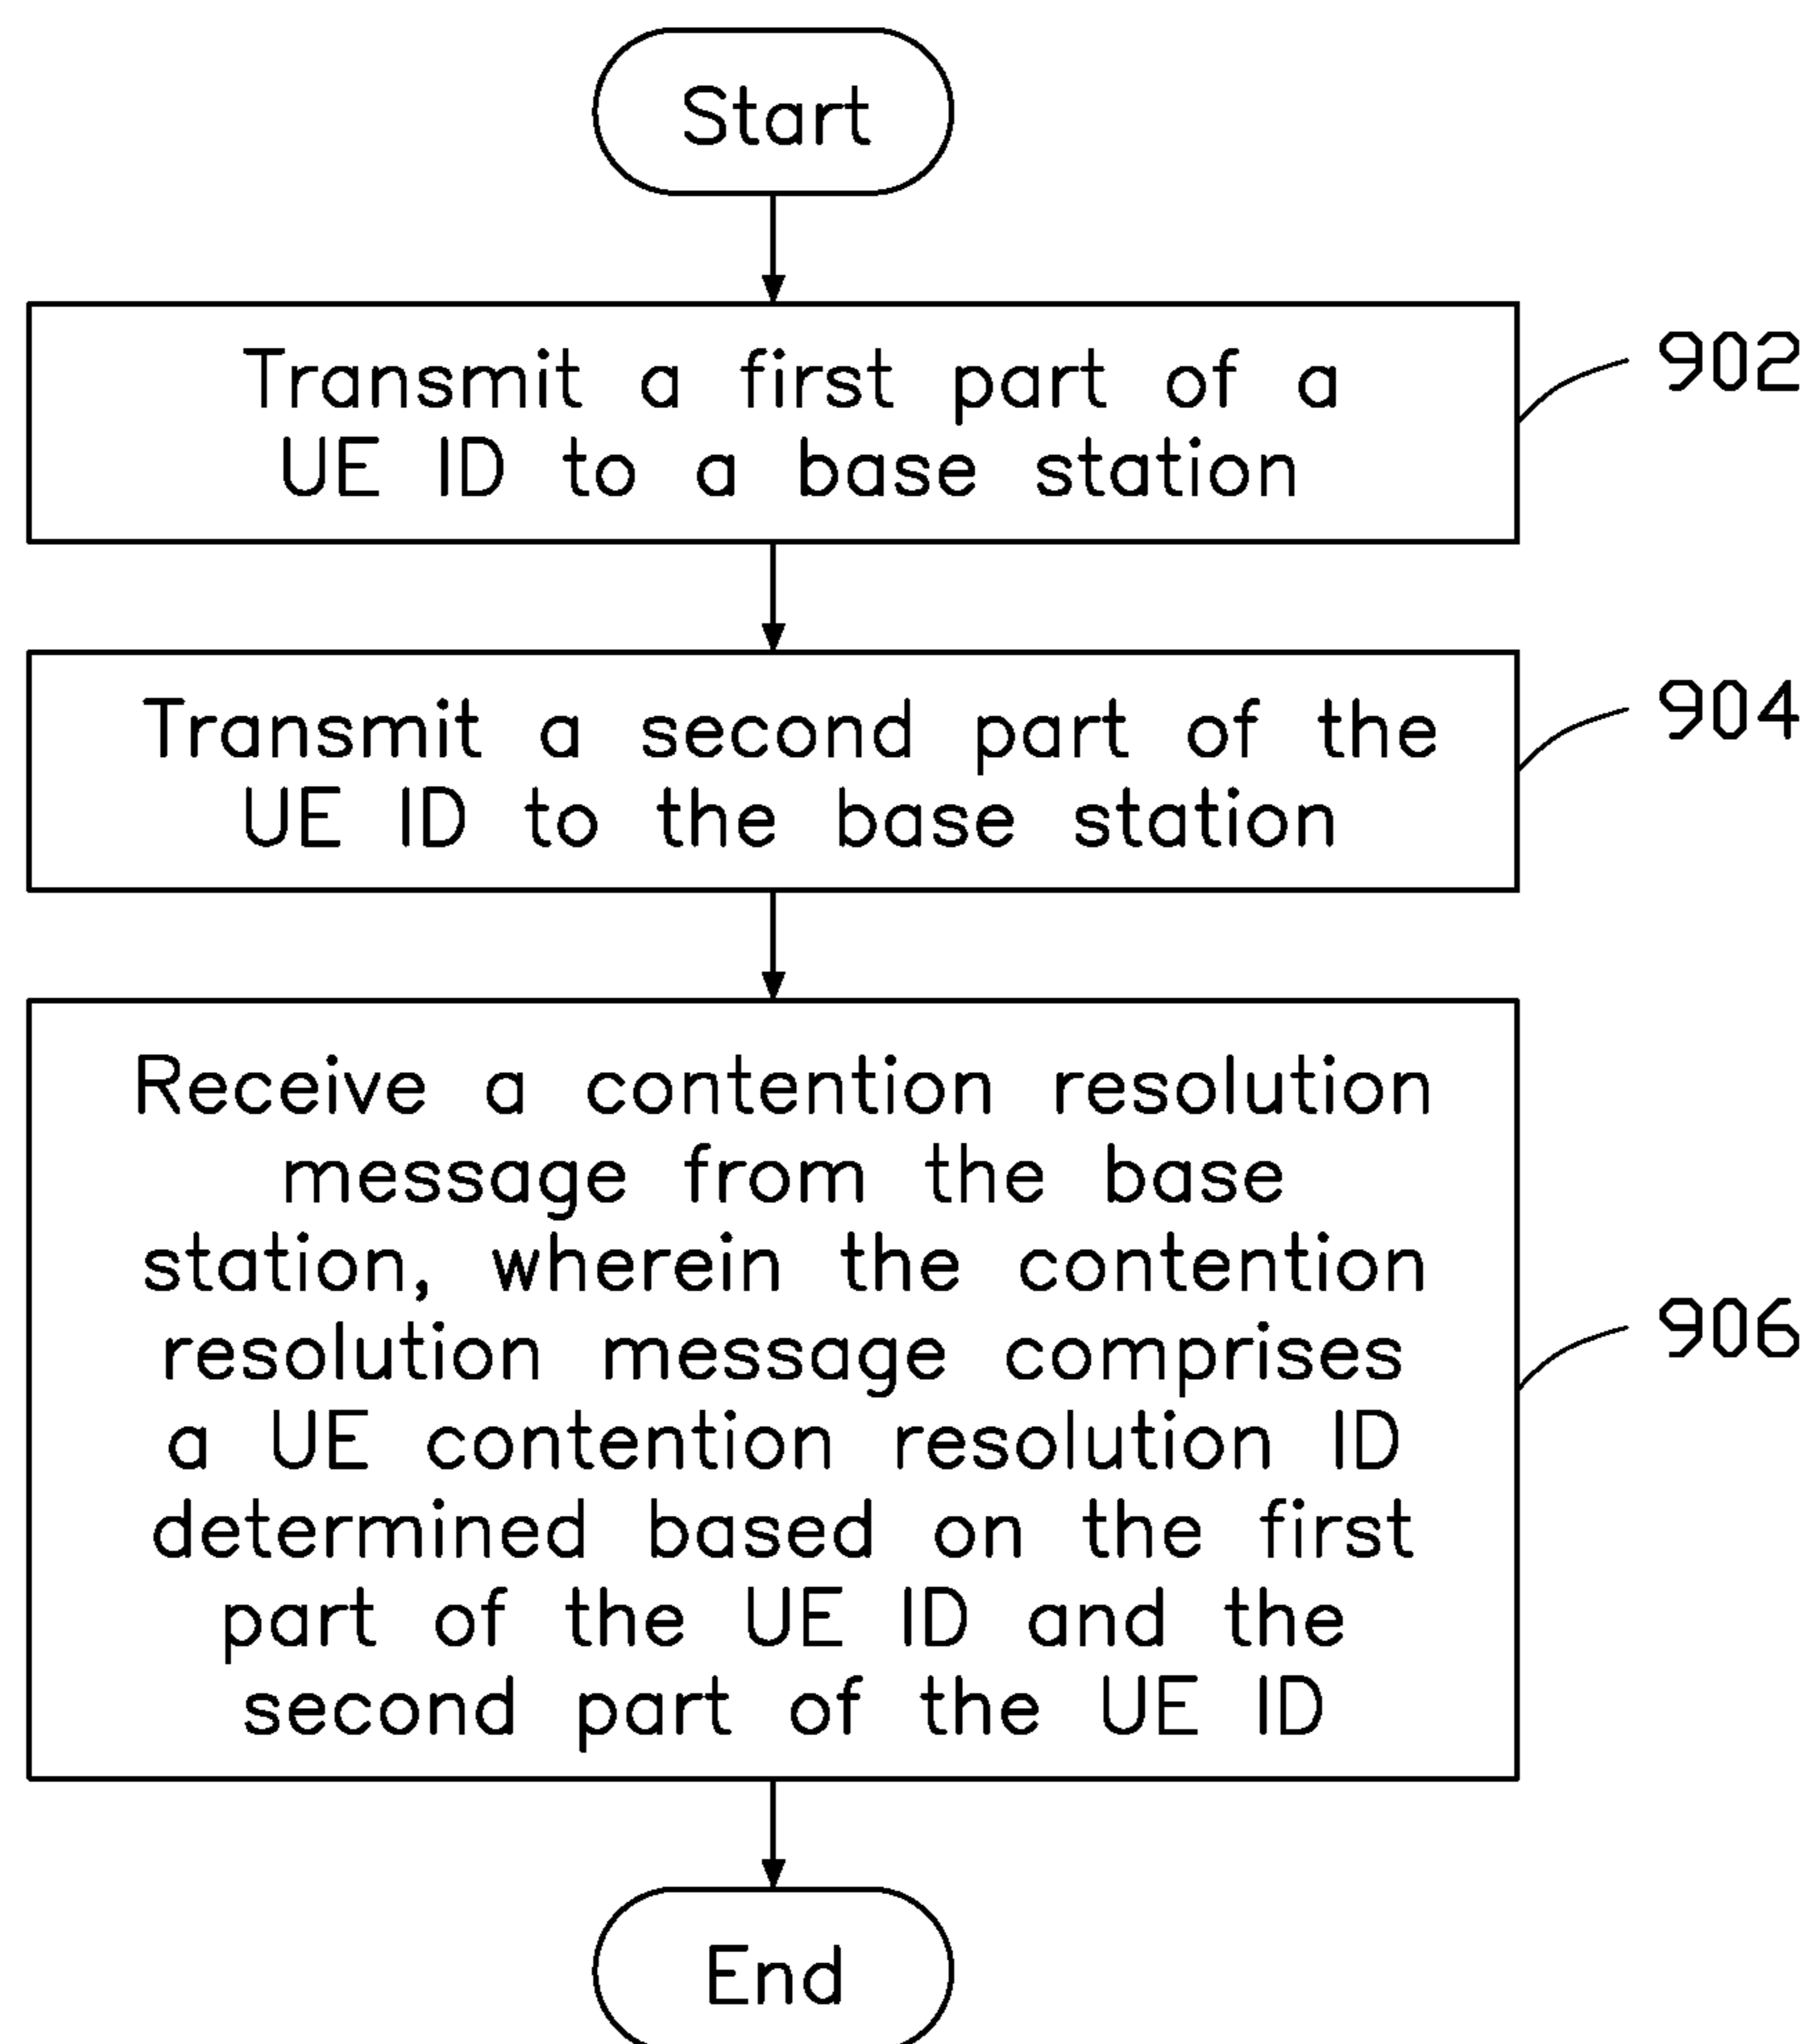 Start
Transmit a first part of a
UE ID to a base station
902
Transmit a second part of the
UE ID to the base station
904
Receive a contention resolution
message from the base
station, wherein the contention
resolution message comprises
a UE contention resolution ID
determined based on the first
part of the UE ID and the
second part of the UE ID
906
End